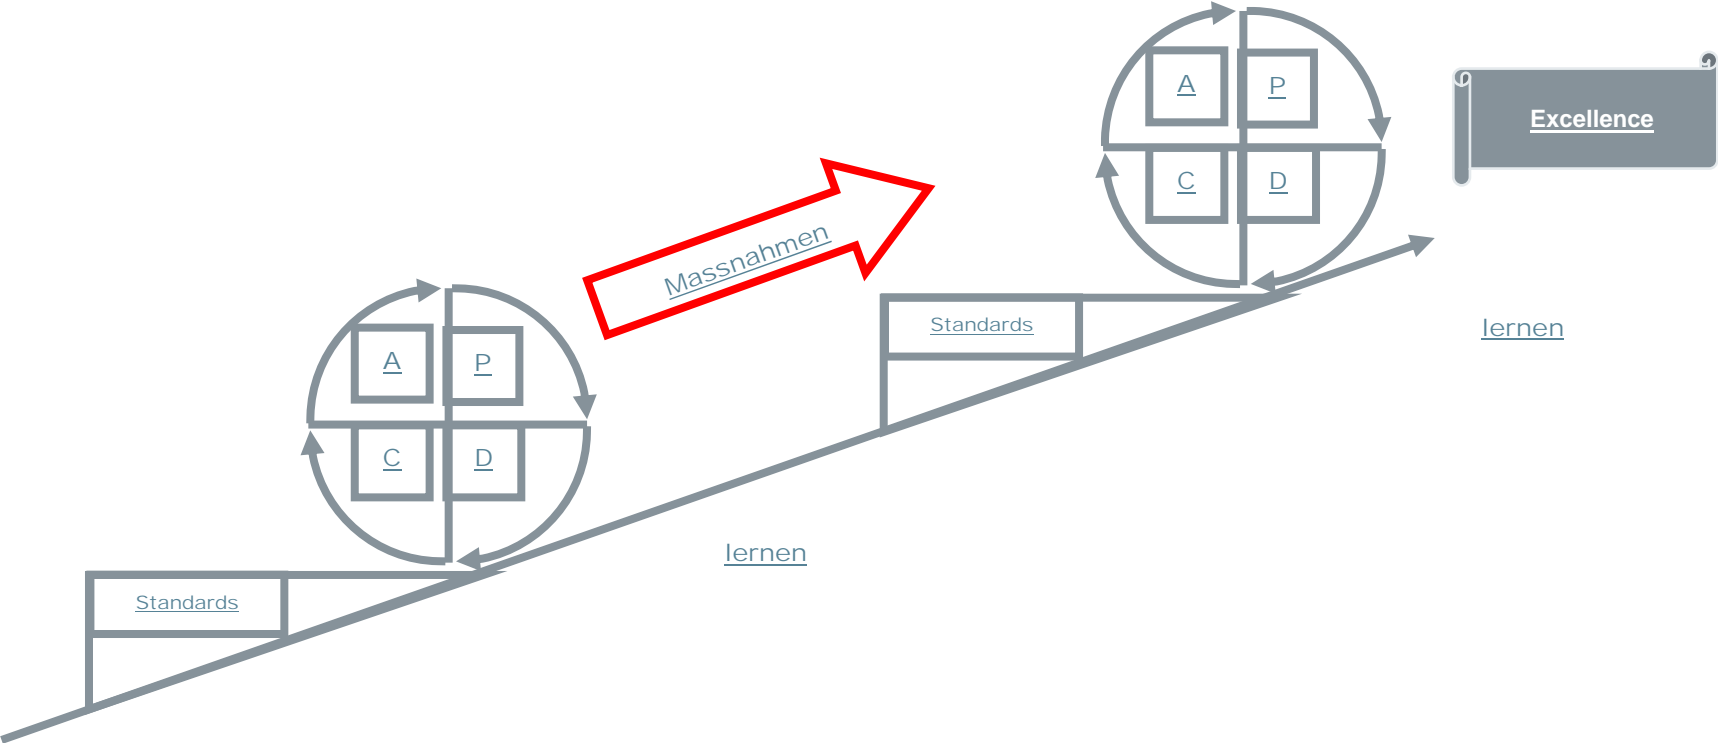 A
P
C
D
Excellence
Massnahmen
Standards
lernen
A
P
C
D
lernen
Standards